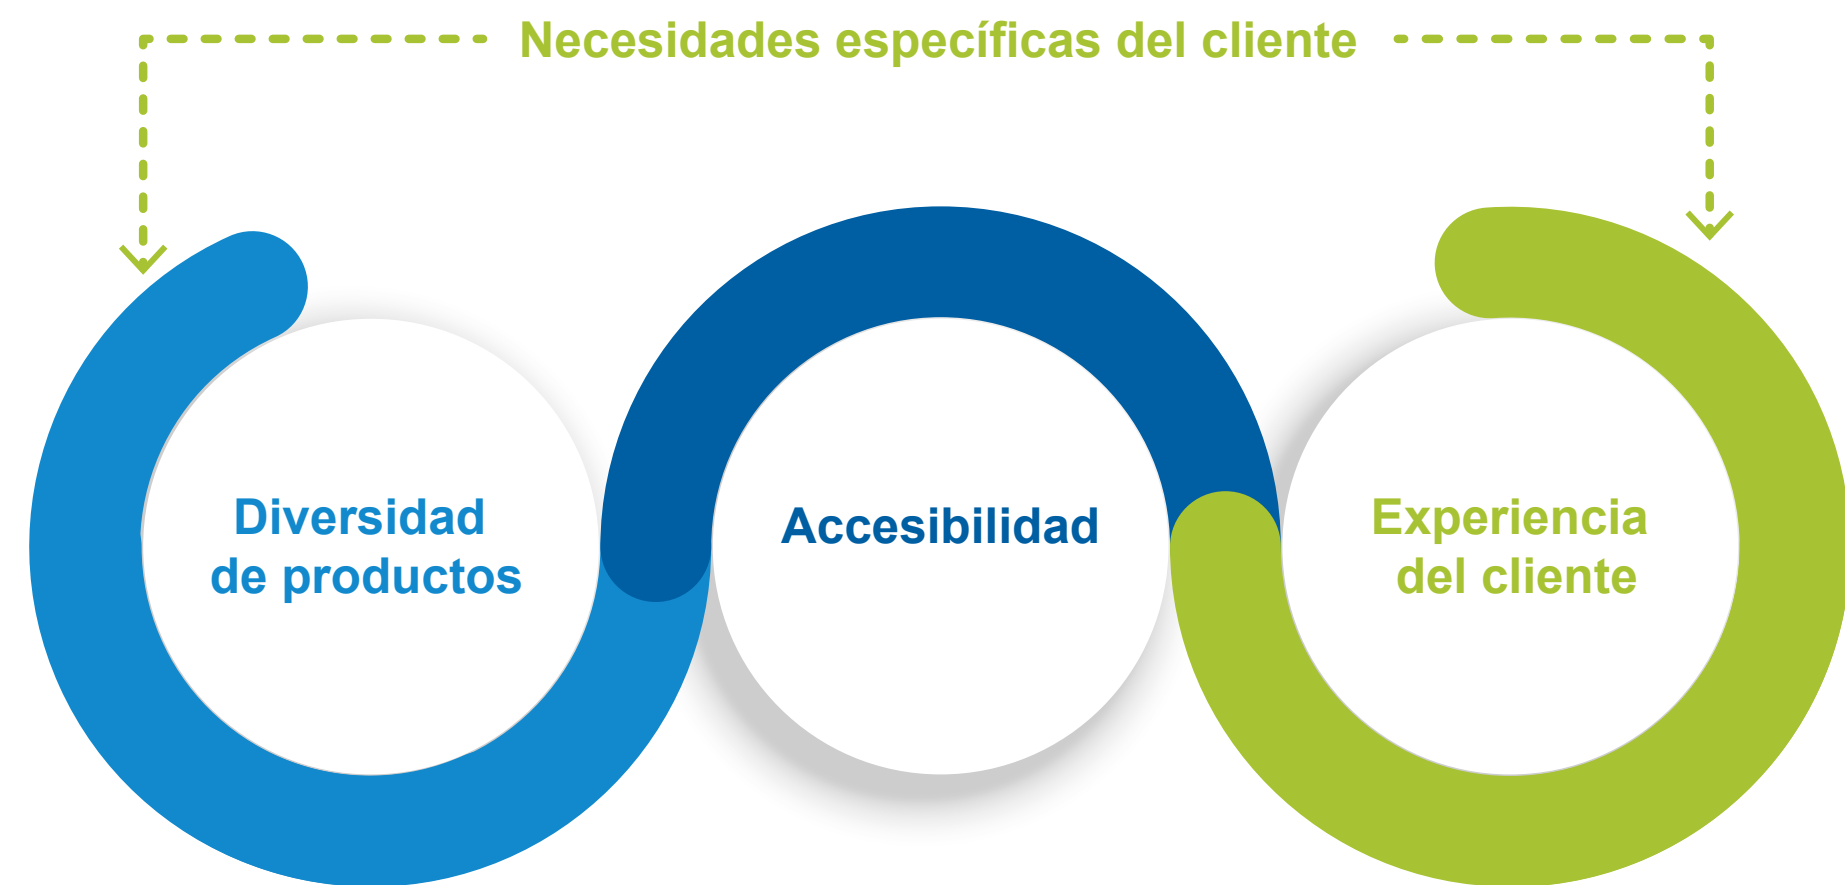 Necesidades específicas del cliente
Diversidad
de productos
Accesibilidad
Experiencia
del cliente